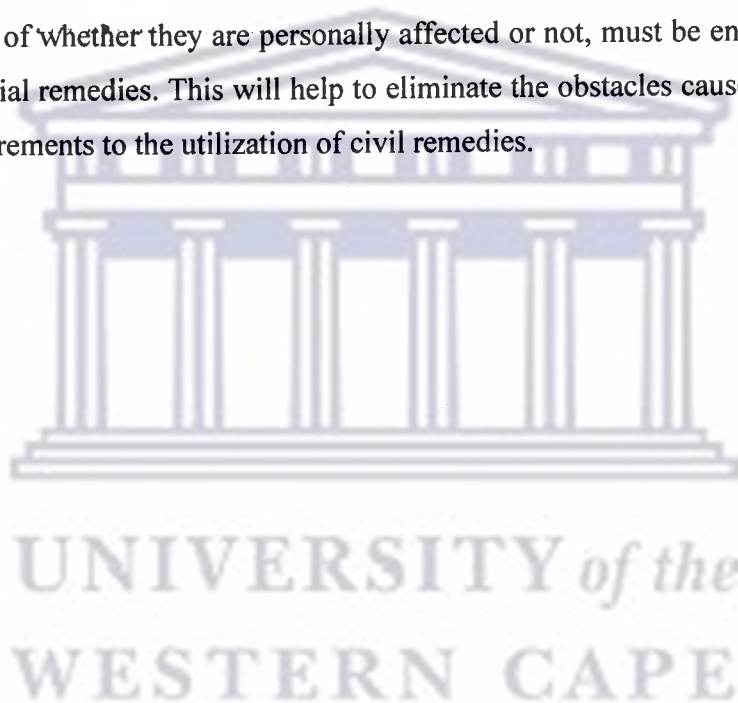 of whether they are personally affected or not, must be en
ial remedies. This will help to eliminate the obstacles caus
rements to the utilization of civil remedies.
UNIVERSITY of the
WESTERN CAPE